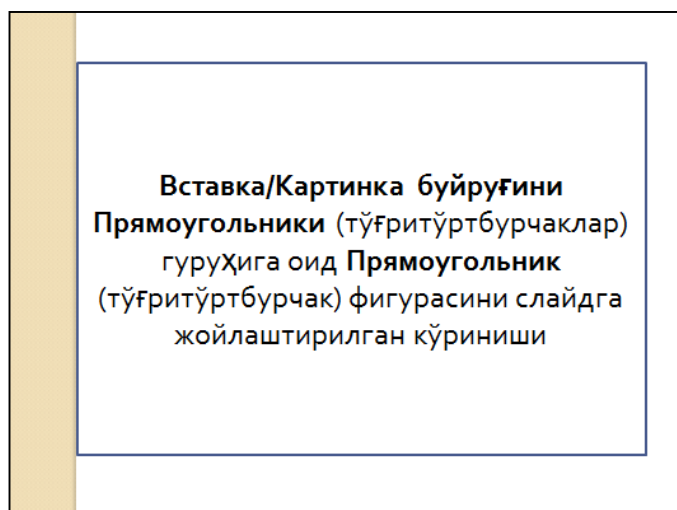 Вставка/Картинка буйруғини
Прямоугольники (тўғритўртбурчаклар)
гуруҳига оид Прямоугольник
(тўғритўртбурчак) фигурасини слайдга
жойлаштирилган кўриниши